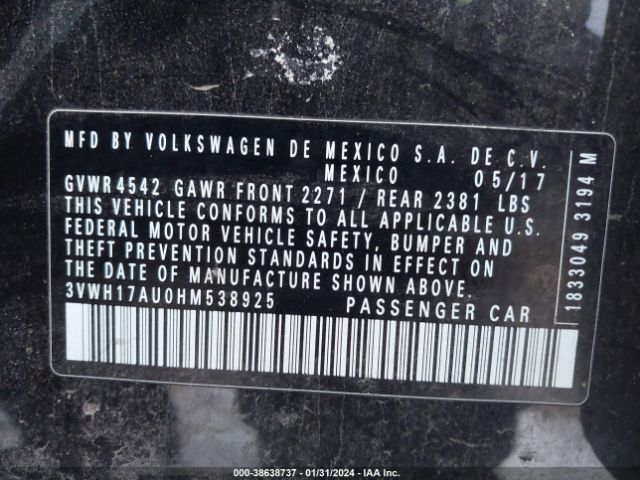 MFD BY VOLKSWAGEN DE MEXICO S.A. DE C.V.
MEXICO 05/17
GVWR 4542 GAWR FRONT 2271 / REAR 2381 LBS
THIS VEHICLE CONFORMS TO ALL APPLICABLE U.S.
FEDERAL MOTOR VEHICLE SAFETY, BUMPER AND
THEFT PREVENTION STANDARDS IN EFFECT ON
THE DATE OF MANUFACTURE SHOWN ABOVE.
3VWH17AU0HM538925 PASSENGER CAR
1833049 3194 M
000-38638737 - 01/31/2024 - IAA Inc.